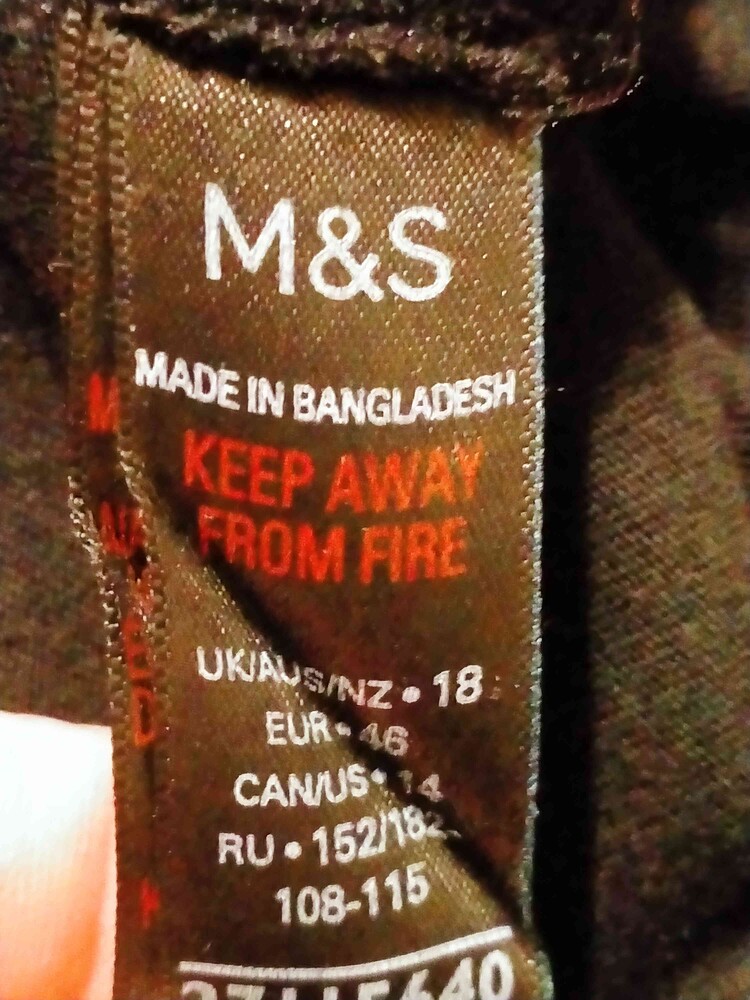 M&S
MADE IN BANGLADESH
KEEP AWAY
FROM FIRE
UK/AUS/NZ • 18
EUR • 46
CAN/US • 14
RU • 152/182
108-115